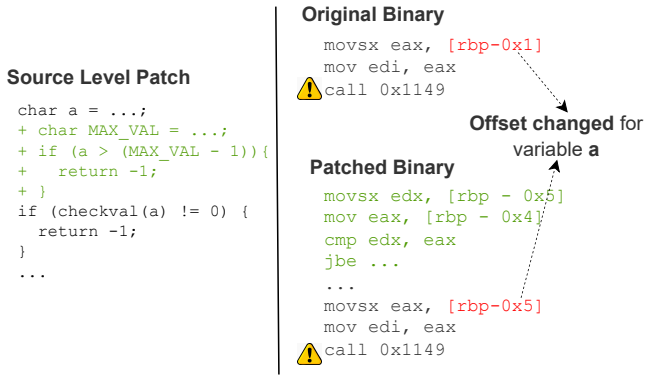 Source Level Patch
char a = ...;
+ char MAX_VAL = ...;
+ if (a > (MAX_VAL - 1)){
+   return -1;
+ }
if (checkval(a) != 0) {
  return -1;
}
...
Original Binary
movsx eax, [rbp-0x1]
mov edi, eax
call 0x1149
Offset changed for
variable a
Patched Binary
movsx edx, [rbp - 0x5]
mov eax, [rbp - 0x4]
cmp edx, eax
jbe ...
...
movsx eax, [rbp-0x5]
mov edi, eax
call 0x1149